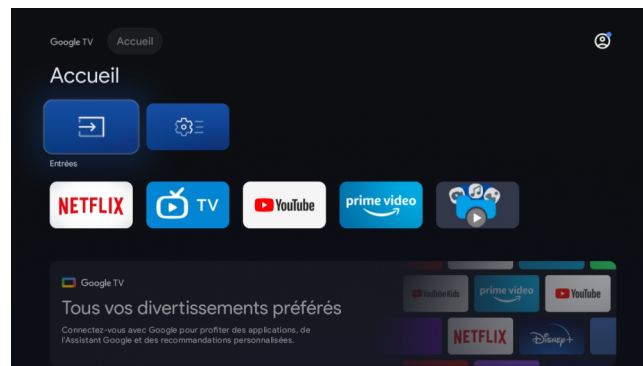 Google TV Accueil
Accueil
Entrées
NETFLIX TV YouTube prime video
Google TV
Tous vos divertissements préférés
Connectez-vous avec Google pour profiter des applications, de
l'Assistant Google et des recommandations personnalisées.
YouTube Kids prime video YouTube
NETFLIX Disney+